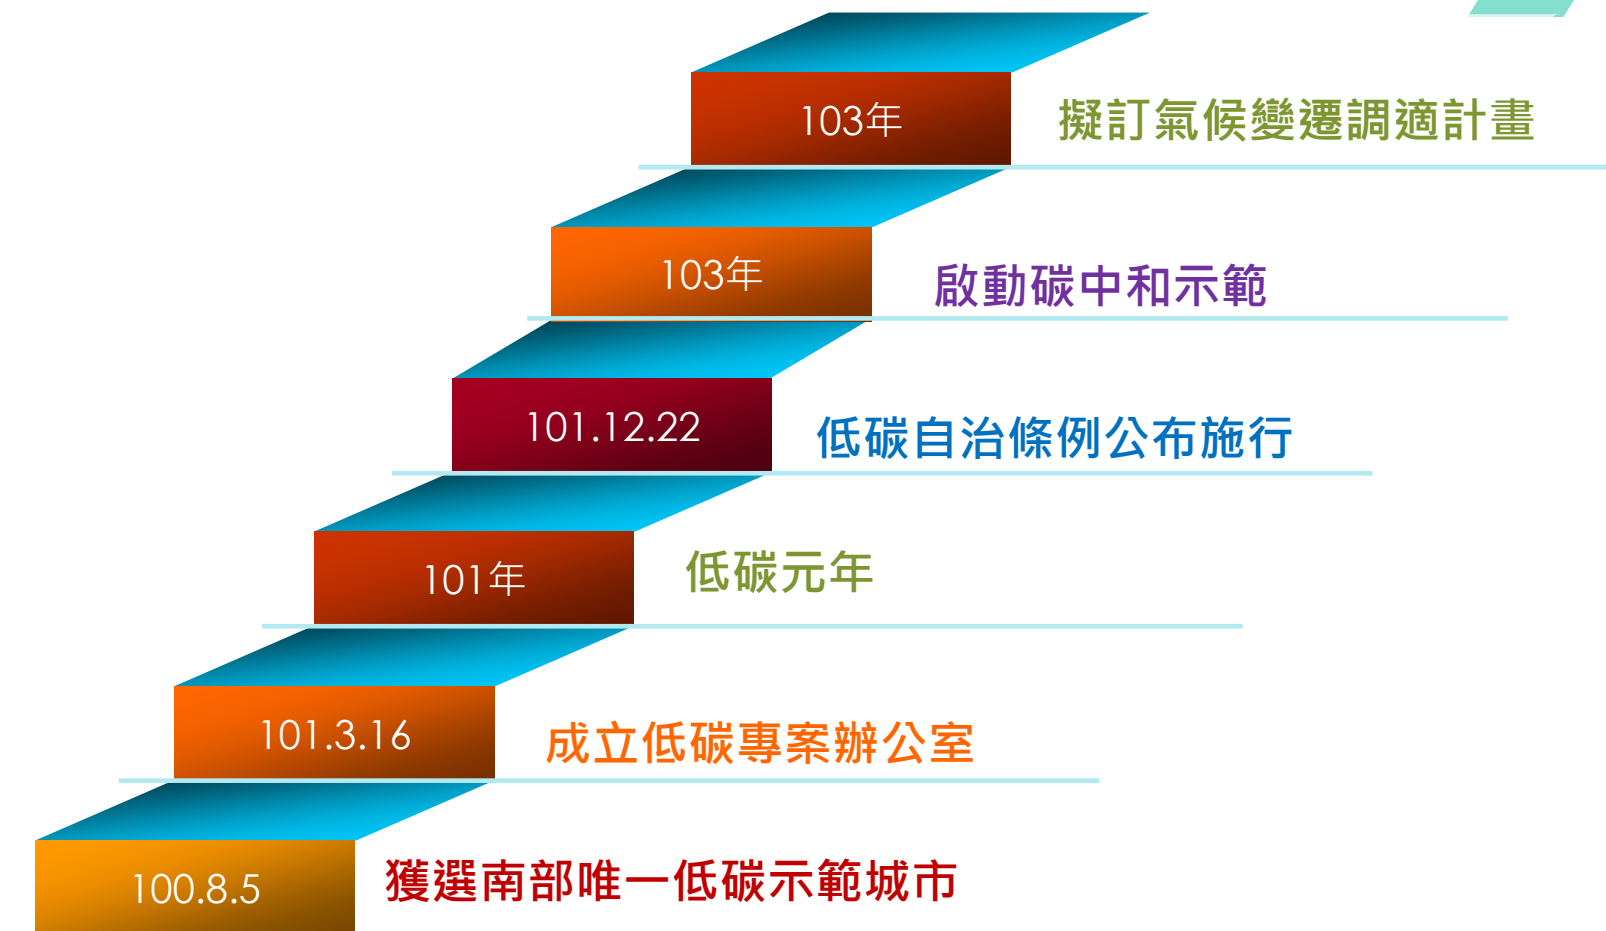 103年
擬訂氣候變遷調適計畫
103年
啟動碳中和示範
101.12.22
低碳自治條例公布施行
101年
低碳元年
101.3.16
成立低碳專案辦公室
100.8.5
獲選南部唯一低碳示範城市